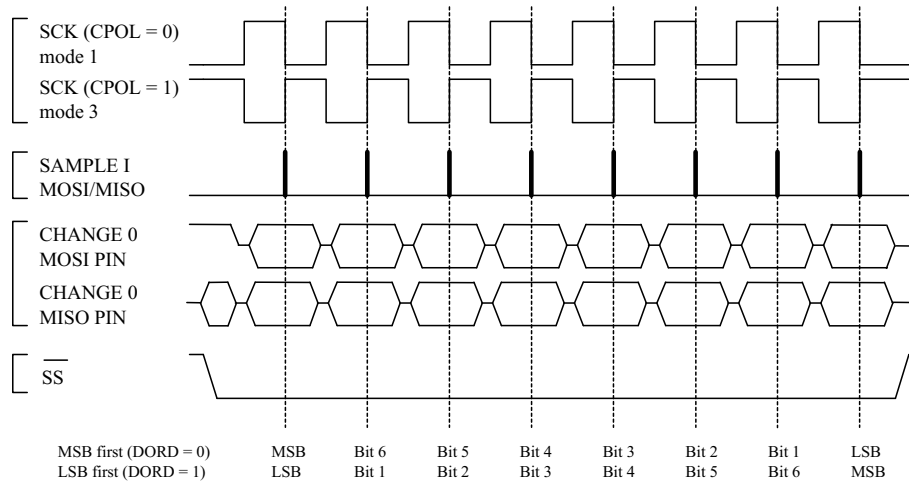 SCK (CPOL = 0)
mode 1
SCK (CPOL = 1)
mode 3
SAMPLE I
MOSI/MISO
CHANGE 0
MOSI PIN
CHANGE 0
MISO PIN
SS
MSB first (DORD = 0) MSB Bit 6 Bit 5 Bit 4 Bit 3 Bit 2 Bit 1 LSB
LSB first (DORD = 1) LSB Bit 1 Bit 2 Bit 3 Bit 4 Bit 5 Bit 6 MSB